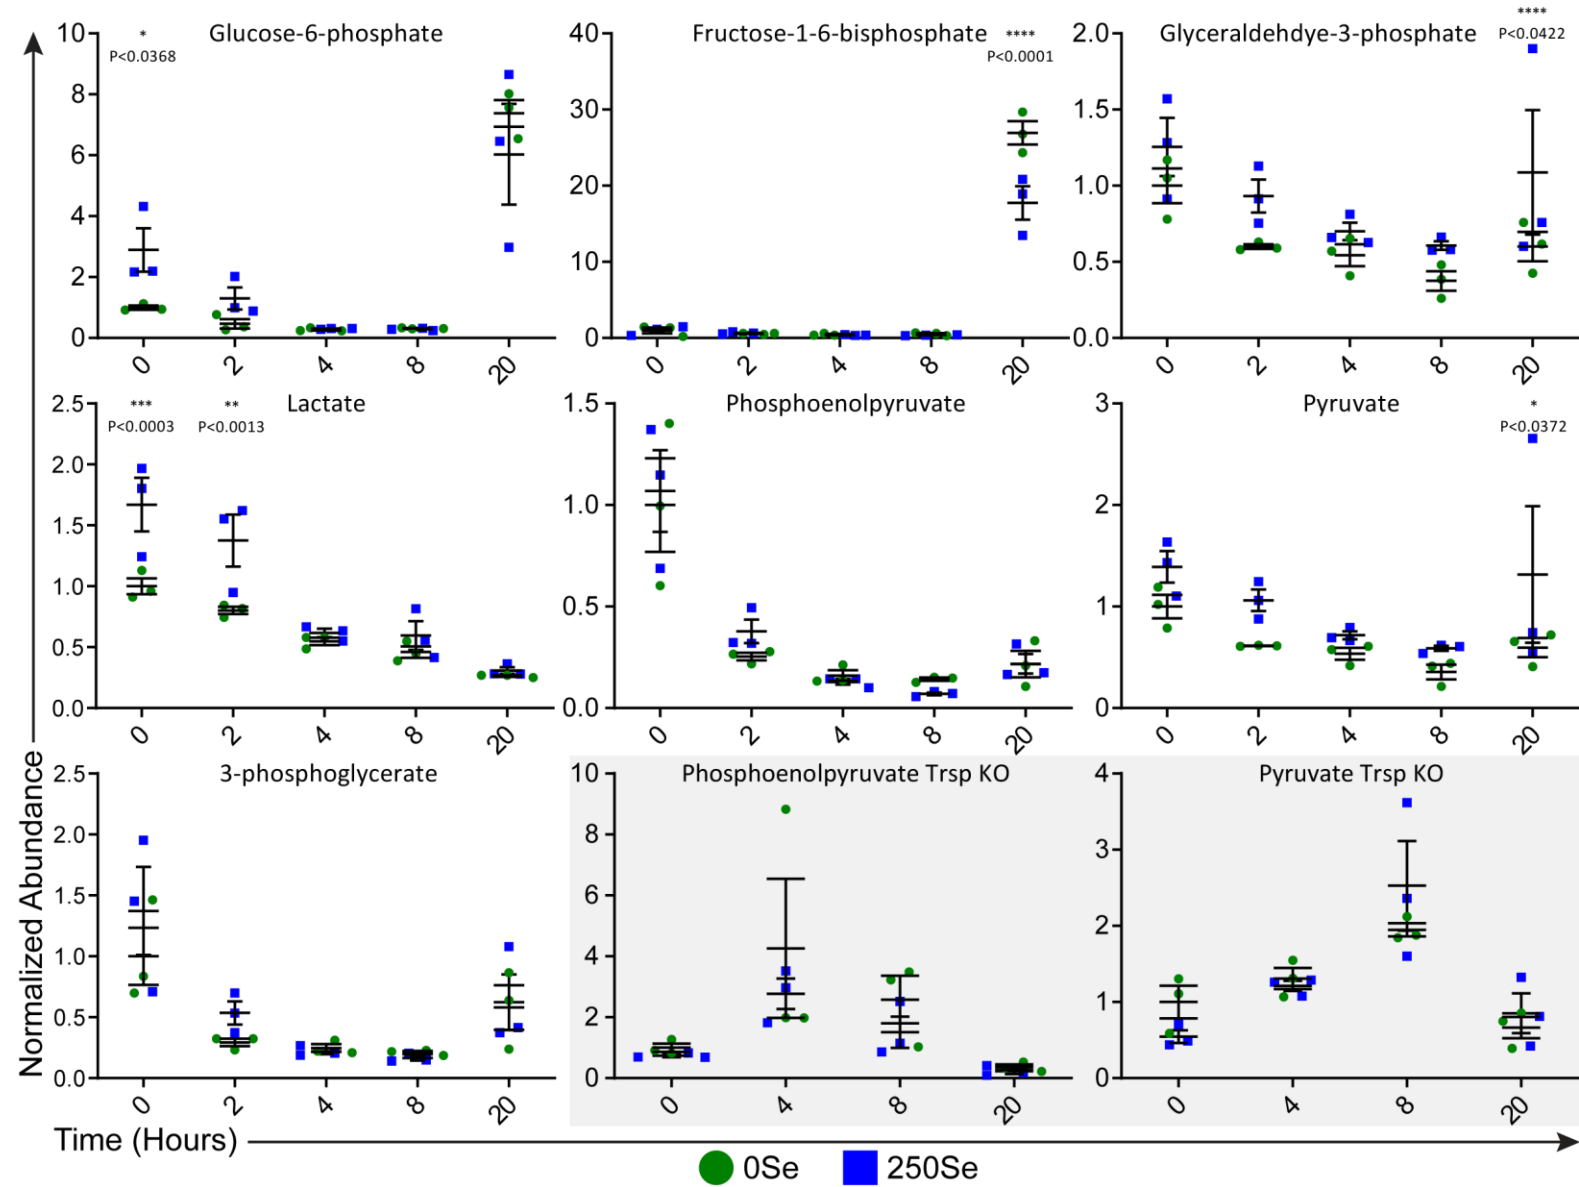 Glucose-6-phosphate
*
P<0.0368
10
8
6
4
2
0
0 2 4 8 20
Fructose-1-6-bisphosphate
****
P<0.0001
40
30
20
10
0
0 2 4 8 20
Glyceraldehdye-3-phosphate
****
P<0.0422
2.0
1.5
1.0
0.5
0.0
0 2 4 8 20
Lactate
*** **
P<0.0003 P<0.0013
2.5
2.0
1.5
1.0
0.5
0.0
0 2 4 8 20
Phosphoenolpyruvate
1.5
1.0
0.5
0.0
0 2 4 8 20
Pyruvate
*
P<0.0372
3
2
1
0
0 2 4 8 20
3-phosphoglycerate
2.5
2.0
1.5
1.0
0.5
0.0
0 2 4 8 20
Phosphoenolpyruvate Trsp KO
10
8
6
4
2
0
0 4 8 20
Pyruvate Trsp KO
4
3
2
1
0
0 4 8 20
Normalized Abundance
Time (Hours)
0Se 250Se